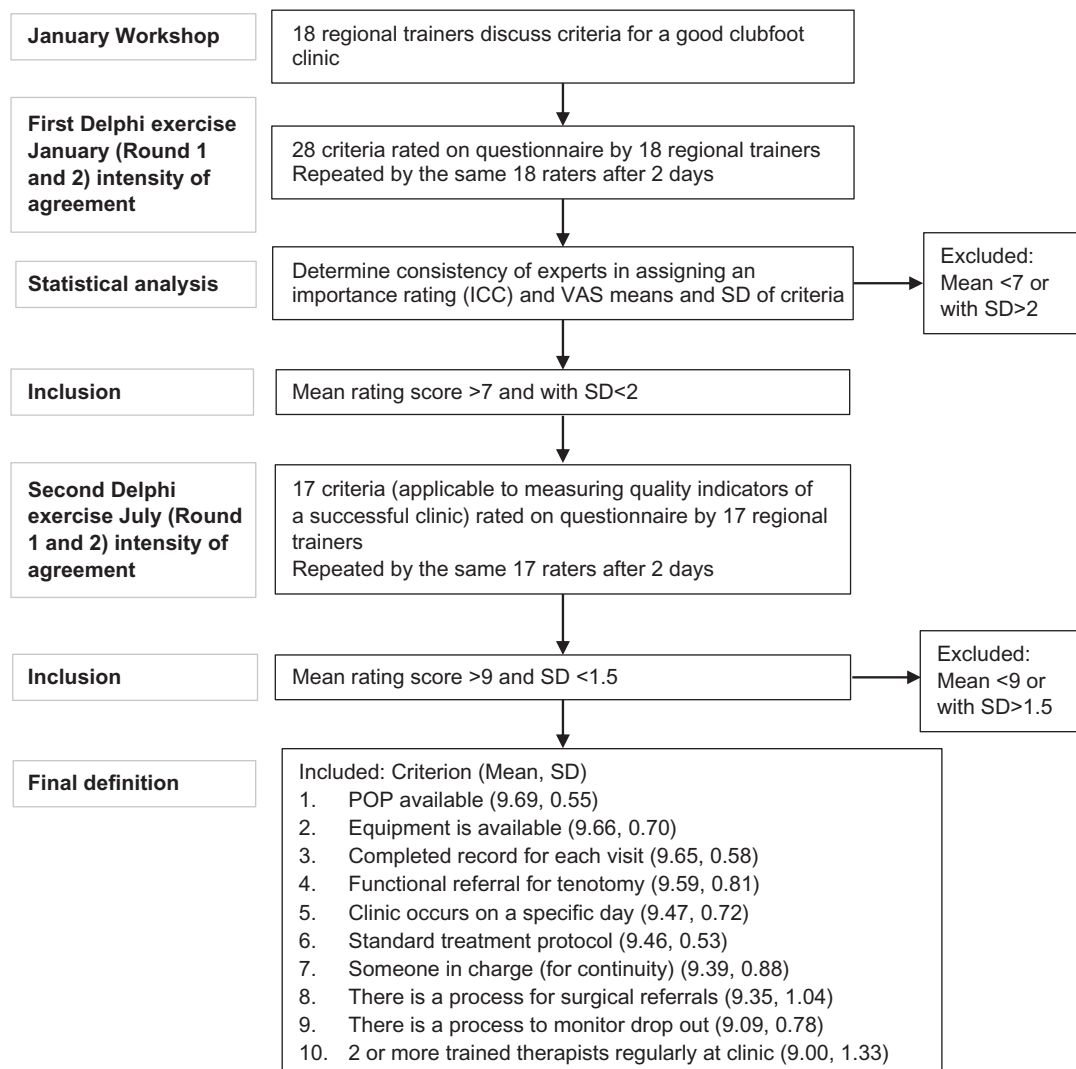 January Workshop
18 regional trainers discuss criteria for a good clubfoot
clinic
First Delphi exercise
January (Round 1
and 2) intensity of
agreement
28 criteria rated on questionnaire by 18 regional trainers
Repeated by the same 18 raters after 2 days
Statistical analysis
Determine consistency of experts in assigning an
importance rating (ICC) and VAS means and SD of criteria
Excluded:
Mean <7 or
with SD>2
Inclusion
Mean rating score >7 and with SD<2
Second Delphi
exercise July (Round
1 and 2) intensity of
agreement
17 criteria (applicable to measuring quality indicators of
a successful clinic) rated on questionnaire by 17 regional
trainers
Repeated by the same 17 raters after 2 days
Inclusion
Mean rating score >9 and SD <1.5
Excluded:
Mean <9 or
with SD>1.5
Final definition
Included: Criterion (Mean, SD)
1. POP available (9.69, 0.55)
2. Equipment is available (9.66, 0.70)
3. Completed record for each visit (9.65, 0.58)
4. Functional referral for tenotomy (9.59, 0.81)
5. Clinic occurs on a specific day (9.47, 0.72)
6. Standard treatment protocol (9.46, 0.53)
7. Someone in charge (for continuity) (9.39, 0.88)
8. There is a process for surgical referrals (9.35, 1.04)
9. There is a process to monitor drop out (9.09, 0.78)
10. 2 or more trained therapists regularly at clinic (9.00, 1.33)